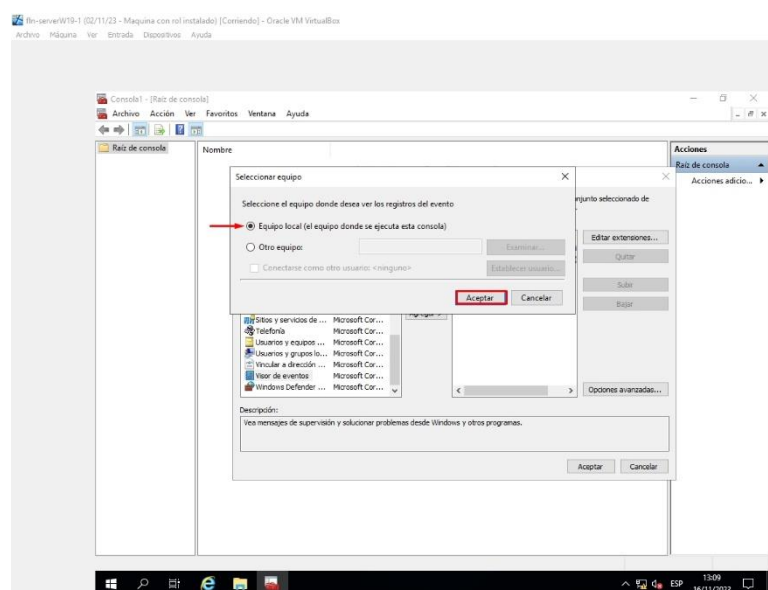 fln-serverW19-1 (02/11/23 - Maquina con rol instalado) [Corriendo] - Oracle VM VirtualBox
Archivo Máquina Ver Entrada Dispositivos Ayuda
Consola1 - [Raíz de consola]
Archivo Acción Ver Favoritos Ventana Ayuda
Raíz de consola
Nombre
Acciones
Raíz de consola
Acciones adicio...
Seleccionar equipo
Seleccione el equipo donde desea ver los registros del evento
Equipo local (el equipo donde se ejecuta esta consola)
Otro equipo:
Examinar...
Conectarse como otro usuario: <ninguno>
Establecer usuario...
Aceptar Cancelar
njunto seleccionado de
Editar extensiones...
Quitar
Subir
Bajar
Agregar >
Sitios y servicios de ... Microsoft Cor...
Telefonía Microsoft Cor...
Usuarios y equipos ... Microsoft Cor...
Usuarios y grupos lo... Microsoft Cor...
Vincular a dirección ... Microsoft Cor...
Visor de eventos Microsoft Cor...
Windows Defender ... Microsoft Cor...
Opciones avanzadas...
Descripción:
Vea mensajes de supervisión y solucionar problemas desde Windows y otros programas.
Aceptar Cancelar
ESP
13:09
16/11/2023